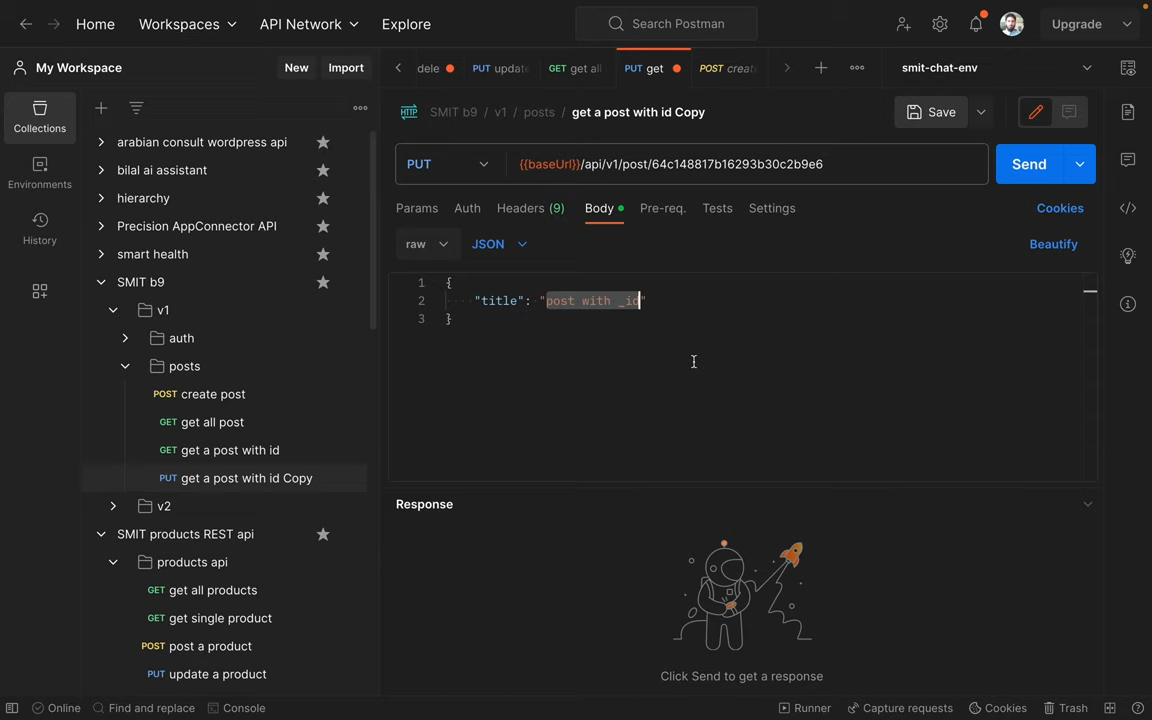 Home Workspaces API Network Explore Search Postman Upgrade
My Workspace New Import dele PUT update GET get all PUT get POST creat smit-chat-env
Collections
Environments
History
arabian consult wordpress api
bilal ai assistant
hierarchy
Precision AppConnector API
smart health
SMIT b9
v1
auth
posts
POST create post
GET get all post
GET get a post with id
PUT get a post with id Copy
v2
SMIT products REST api
products api
GET get all products
GET get single product
POST post a product
PUT update a product
HTTP SMIT b9 / v1 / posts / get a post with id Copy Save
PUT {{baseUrl}}/api/v1/post/64c148817b16293b30c2b9e6 Send
Params Auth Headers (9) Body Pre-req. Tests Settings Cookies
raw JSON Beautify
1 {
2 "title": "post with _id"
3 }
Response
Click Send to get a response
Online Find and replace Console Runner Capture requests Cookies Trash